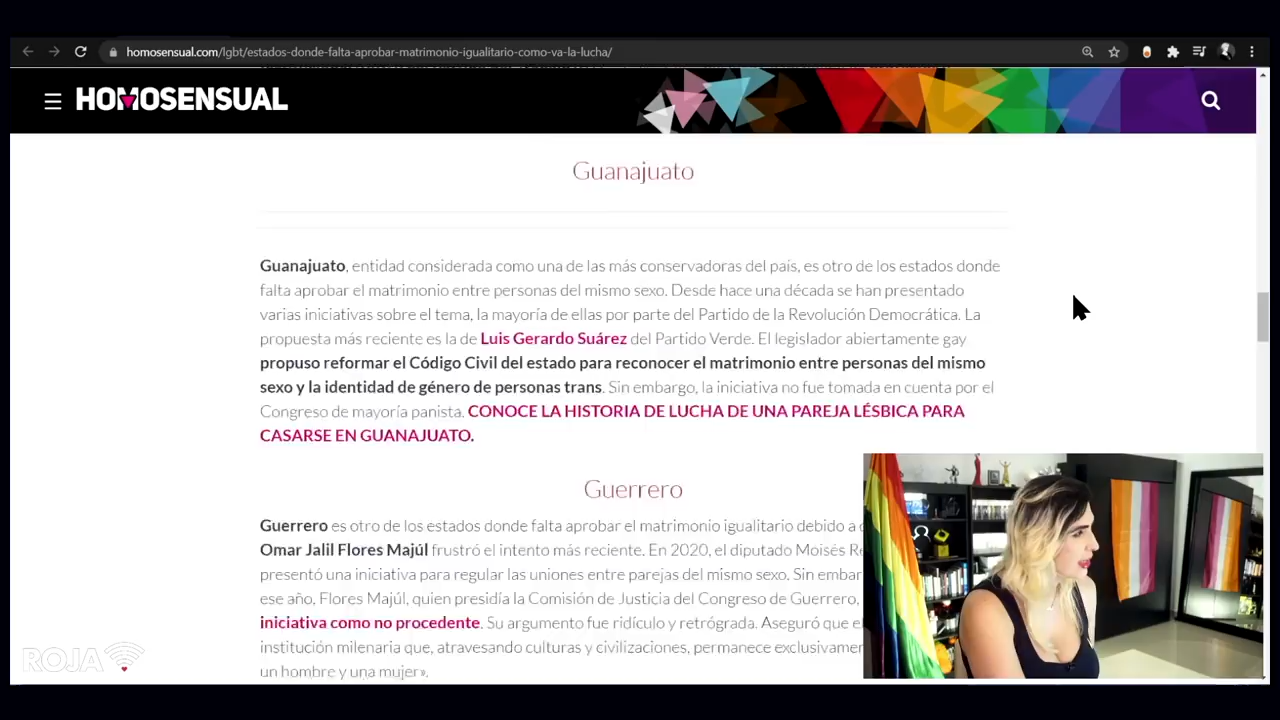 homosensual.com/lgbt/estados-donde-falta-aprobar-matrimonio-igualitario-como-va-la-lucha/
HOMOSENSUAL
Guanajuato
Guanajuato, entidad considerada como una de las más conservadoras del país, es otro de los estados donde
falta aprobar el matrimonio entre personas del mismo sexo. Desde hace una década se han presentado
varias iniciativas sobre el tema, la mayoría de ellas por parte del Partido de la Revolución Democrática. La
propuesta más reciente es la de Luis Gerardo Suárez del Partido Verde. El legislador abiertamente gay
propuso reformar el Código Civil del estado para reconocer el matrimonio entre personas del mismo
sexo y la identidad de género de personas trans. Sin embargo, la iniciativa no fue tomada en cuenta por el
Congreso de mayoría panista. CONOCE LA HISTORIA DE LUCHA DE UNA PAREJA LÉSBICA PARA
CASARSE EN GUANAJUATO.
Guerrero
Guerrero es otro de los estados donde falta aprobar el matrimonio igualitario debido a
Omar Jalil Flores Majúl frustró el intento más reciente. En 2020, el diputado Moisés
presentó una iniciativa para regular las uniones entre parejas del mismo sexo. Sin
ese año, Flores Majúl, quien presidía la Comisión de Justicia del Congreso de Guerrero,
iniciativa como no procedente. Su argumento fue ridículo y retrógrada. Aseguró que
institución milenaria que, atravesando culturas y civilizaciones, permanece
un hombre y una mujer».
ROJA